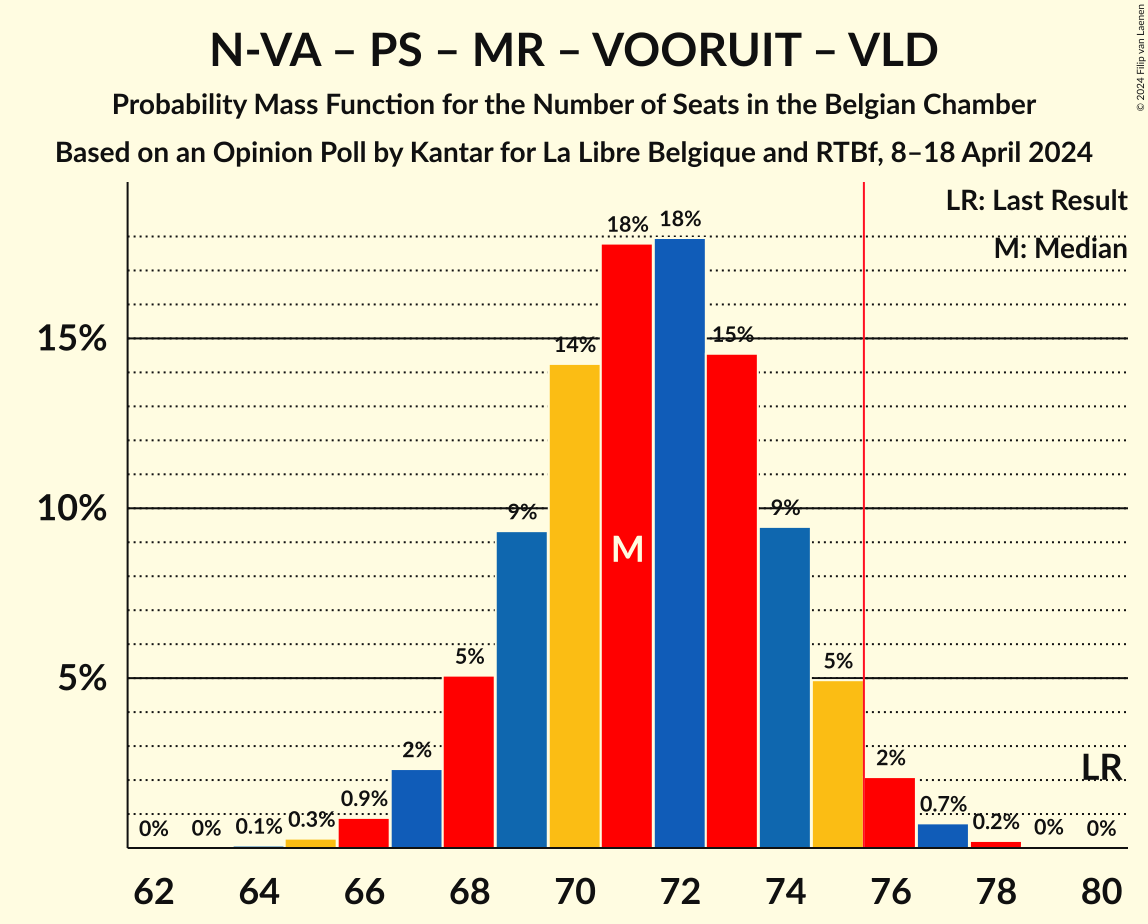 N-VA – PS – MR – VOORUIT – VLD
Probability Mass Function for the Number of Seats in the Belgian Chamber
Based on an Opinion Poll by Kantar for La Libre Belgique and RTBf, 8–18 April 2024
© 2024 Filip van Laenen
LR: Last Result
M: Median
15%
10%
5%
0% 0% 0.1% 0.3% 0.9% 2% 5% 9% 14% 18% 18% 15% 9% 5% 2% 0.7% 0.2% 0% 0%
M
LR
62 64 66 68 70 72 74 76 78 80